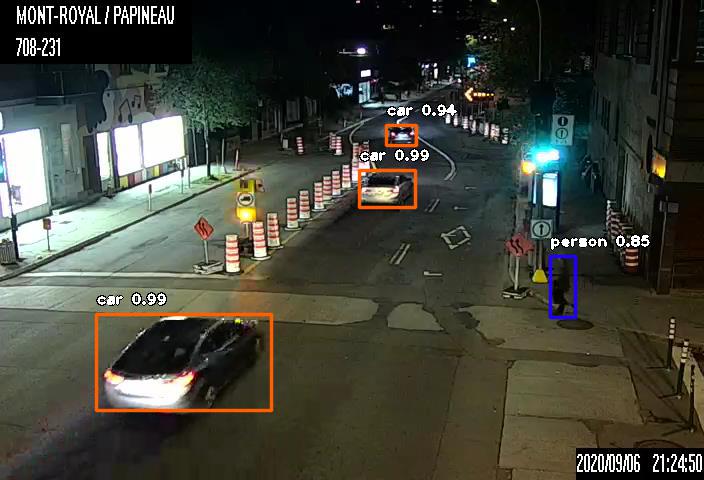 MONT-ROYAL / PAPINEAU
708-231
car 0.94
car 0.99
person 0.85
car 0.99
2020/09/06 21:24:50